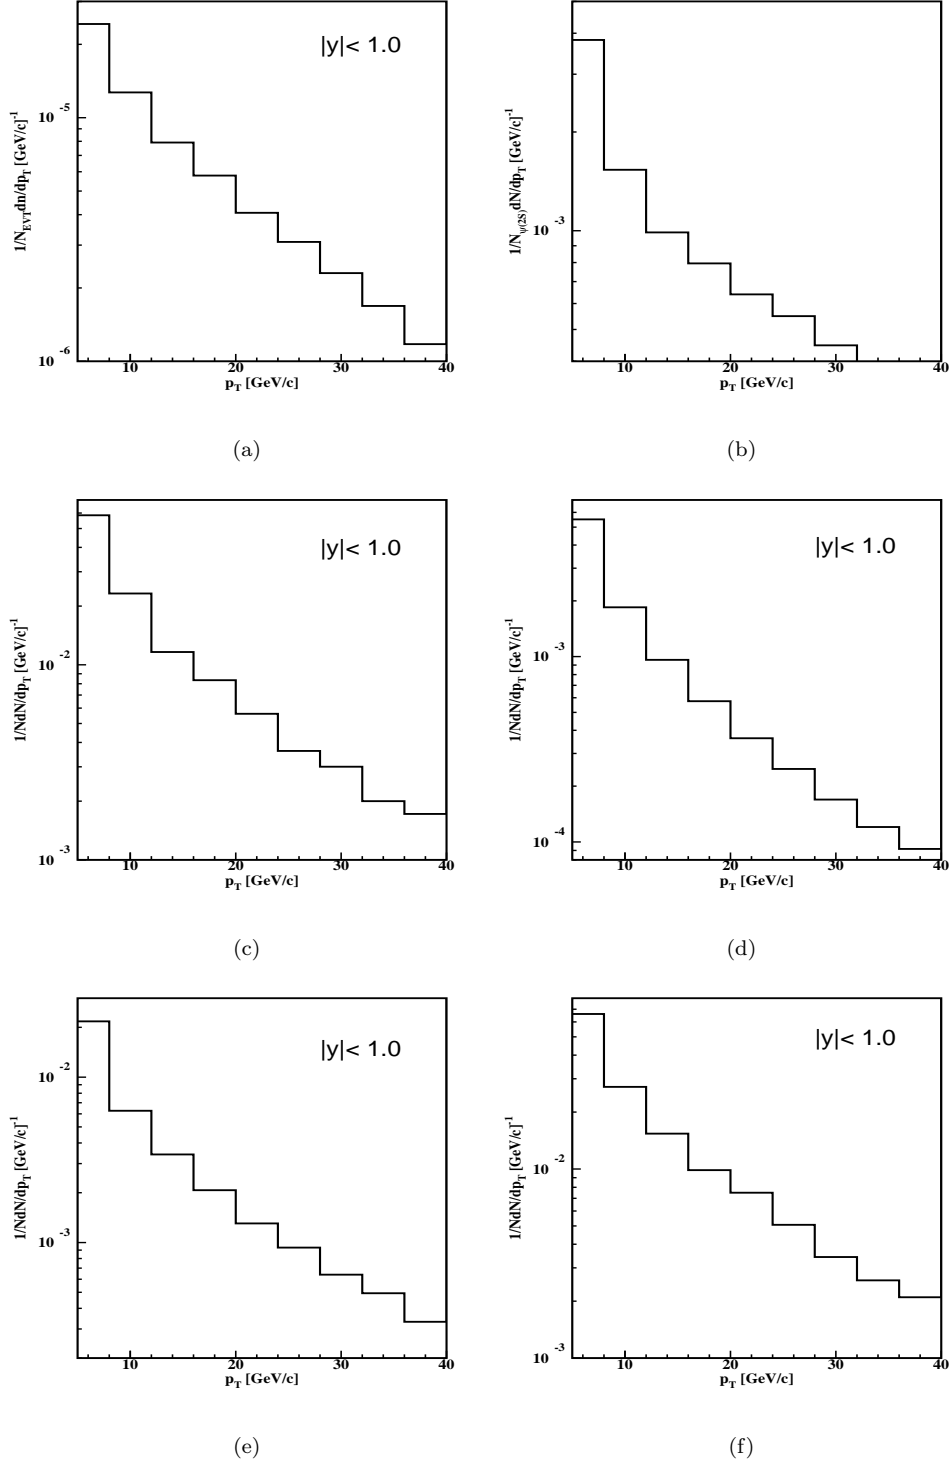 |y|< 1.0
1/N_EVT dn/dp_T [GeV/c]^-1
10^-5
10^-6
10 20 30 40
p_T [GeV/c]
(a)
1/N_ψ(2S) dN/dp_T [GeV/c]^-1
10^-3
10 20 30 40
p_T [GeV/c]
(b)
|y|< 1.0
1/NdN/dp_T [GeV/c]^-1
10^-2
10^-3
10 20 30 40
p_T [GeV/c]
(c)
|y|< 1.0
1/NdN/dp_T [GeV/c]^-1
10^-3
10^-4
10 20 30 40
p_T [GeV/c]
(d)
|y|< 1.0
1/NdN/dp_T [GeV/c]^-1
10^-2
10^-3
10 20 30 40
p_T [GeV/c]
(e)
|y|< 1.0
1/NdN/dp_T [GeV/c]^-1
10^-2
10^-3
10 20 30 40
p_T [GeV/c]
(f)